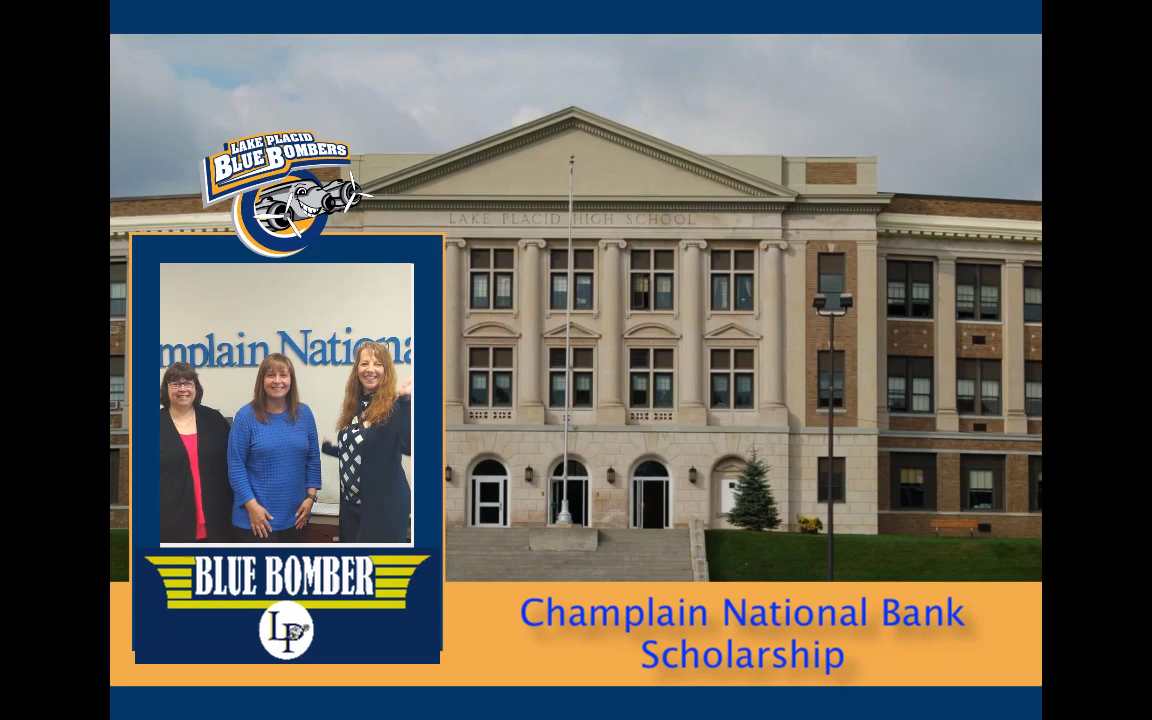 LAKE PLACID
BLUE BOMBERS
LAKE PLACID HIGH SCHOOL
mplain Nationa
BLUE BOMBER
LP
Champlain National Bank
Scholarship